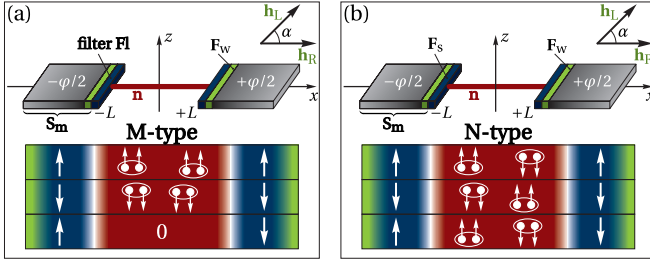 (a)
h_L
α
h_R
z
filter Fl
F_W
−φ/2
+φ/2
n
x
S_m
−L
+L
M-type
0
(b)
h_L
α
h_R
z
F_S
F_W
−φ/2
+φ/2
n
x
S_m
−L
+L
N-type